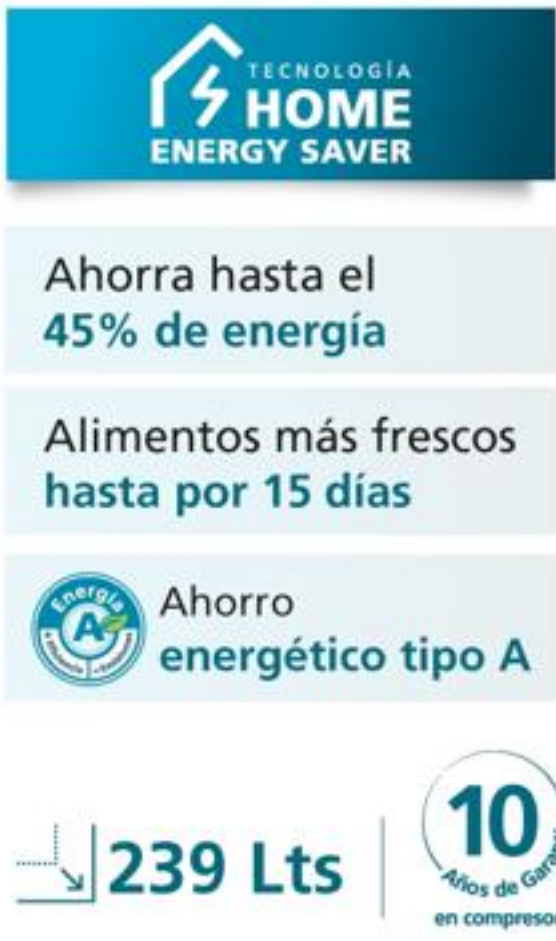 TECNOLOGÍA
HOME
ENERGY SAVER
Ahorra hasta el
45% de energía
Alimentos más frescos
hasta por 15 días
Energía
A
Ahorro
energético tipo A
239 Lts
10
Años de
en